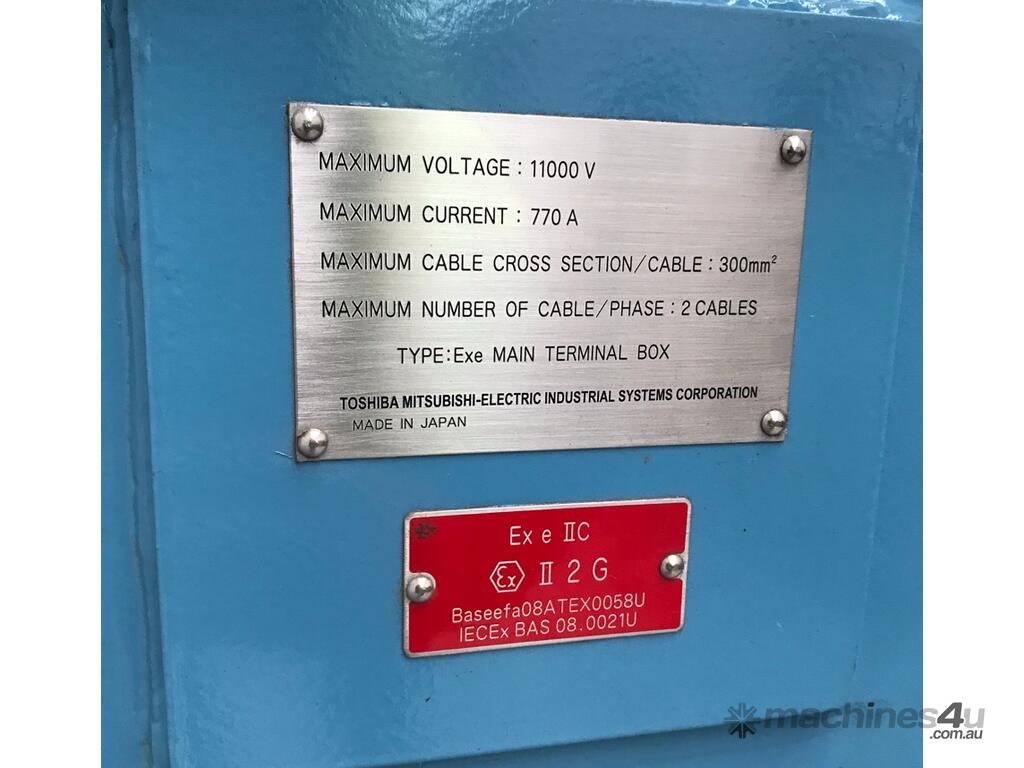 MAXIMUM VOLTAGE : 11000 V
MAXIMUM CURRENT : 770 A
MAXIMUM CABLE CROSS SECTION/CABLE : 300mm²
MAXIMUM NUMBER OF CABLE/PHASE : 2 CABLES
TYPE:Exe MAIN TERMINAL BOX
TOSHIBA MITSUBISHI-ELECTRIC INDUSTRIAL SYSTEMS CORPORATION
MADE IN JAPAN
Ex e ⅡC
Ex Ⅱ 2 G
Baseefa08ATEX0058U
IECEx BAS 08.0021U
machines4u
.com.au